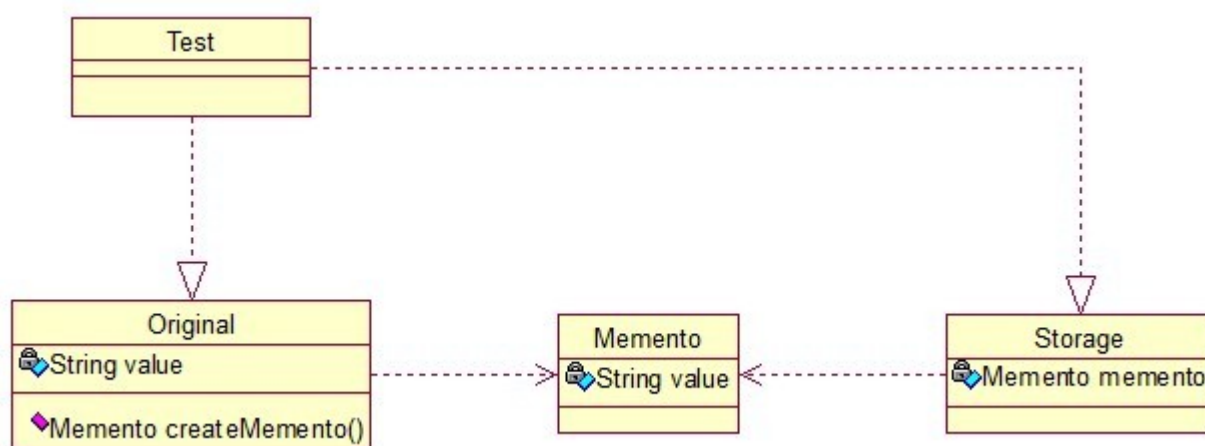 Test
Original
String value
Memento createMemento()
Memento
String value
Storage
Memento memento